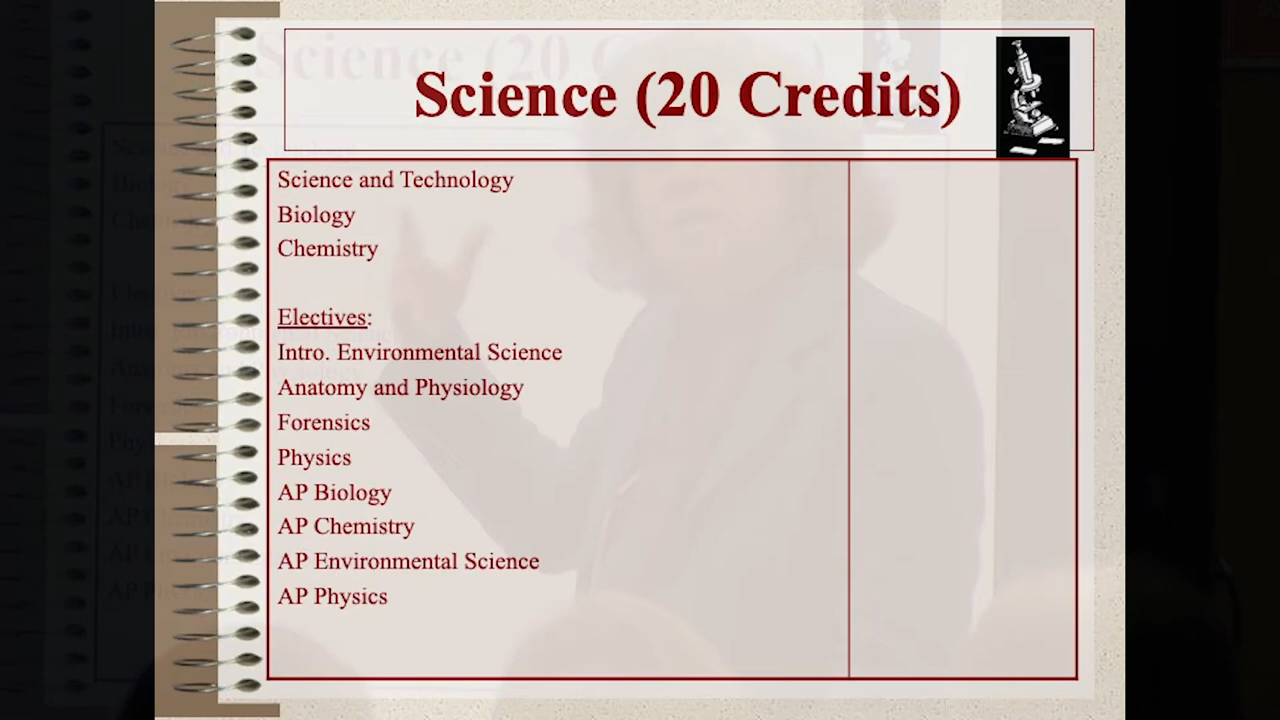 Science (20 Credits)
Science and Technology
Biology
Chemistry
Electives:
Intro. Environmental Science
Anatomy and Physiology
Forensics
Physics
AP Biology
AP Chemistry
AP Environmental Science
AP Physics